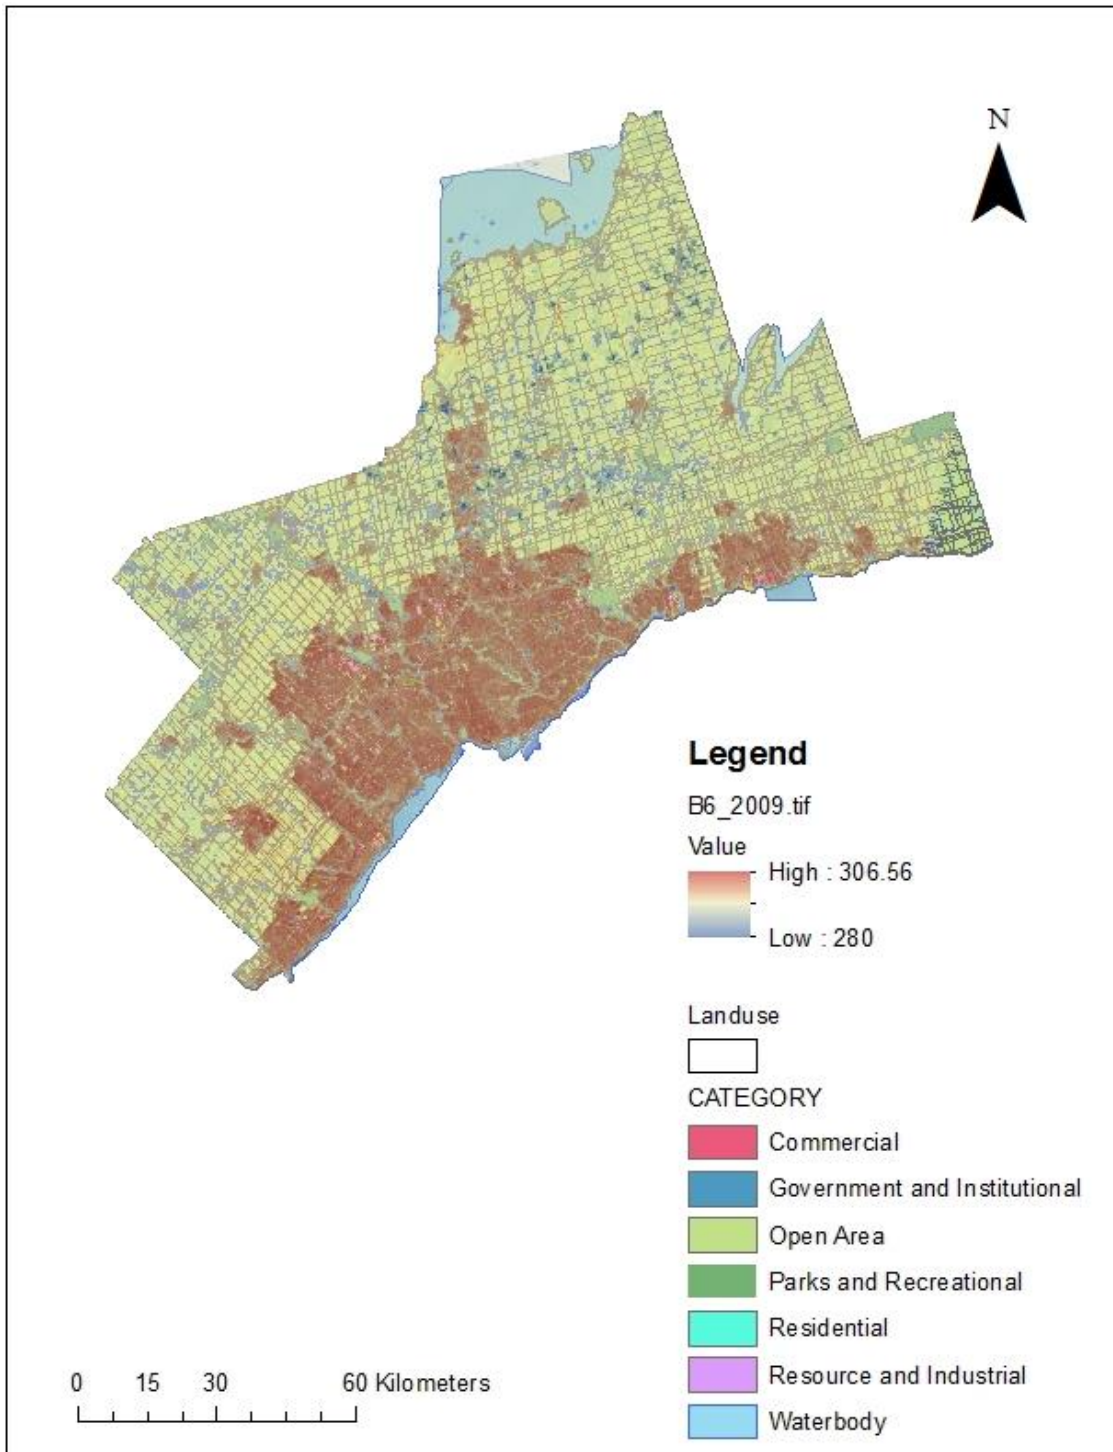 N
Legend
B6_2009.tif
Value
High : 306.56
Low : 280
Landuse
CATEGORY
Commercial
Government and Institutional
Open Area
Parks and Recreational
Residential
Resource and Industrial
Waterbody
0 15 30 60 Kilometers